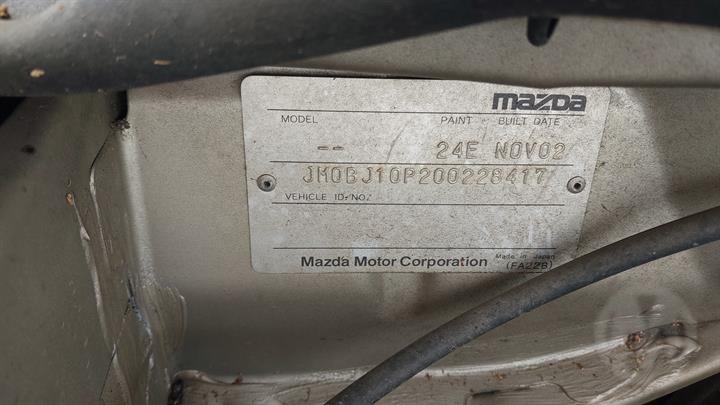 mazda
MODEL PAINT BUILT DATE
-- 24E NOV02
JM0BJ10P200228417
VEHICLE ID. NO.
Mazda Motor Corporation Made in Japan
(FA22B)